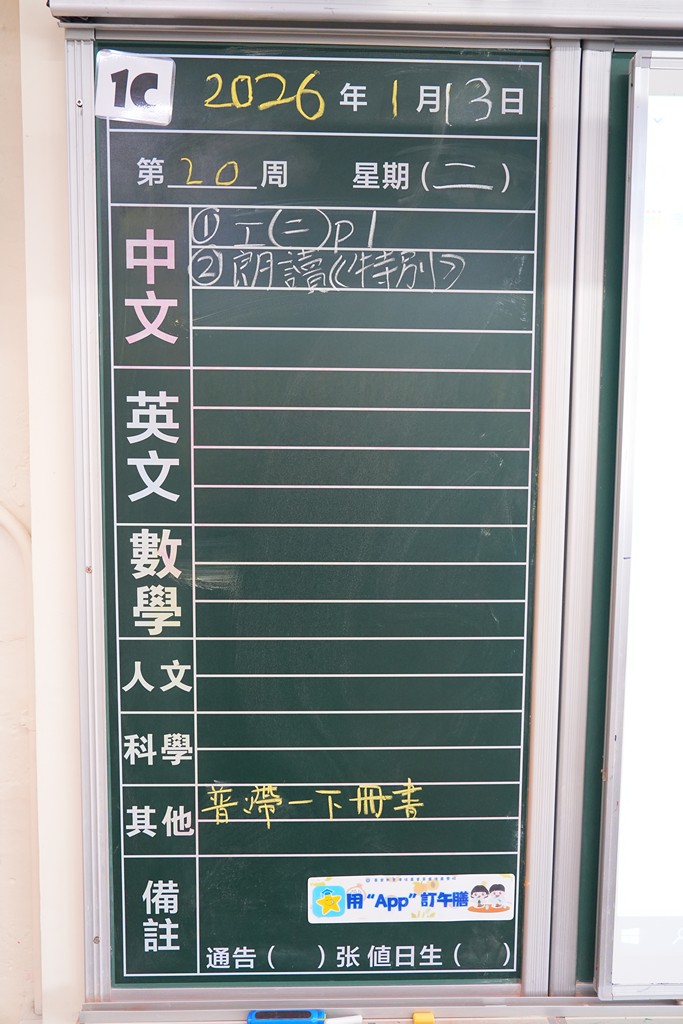 1C 2026 年 1 月 13 日
第 20 周 星期(二)
中文
① 工(二)p1
② 朗讀《特別》
英文
數學
人文
科學
其他 普滯一下冊書
備註
用“App”訂午膳
通告( )张 值日生( )